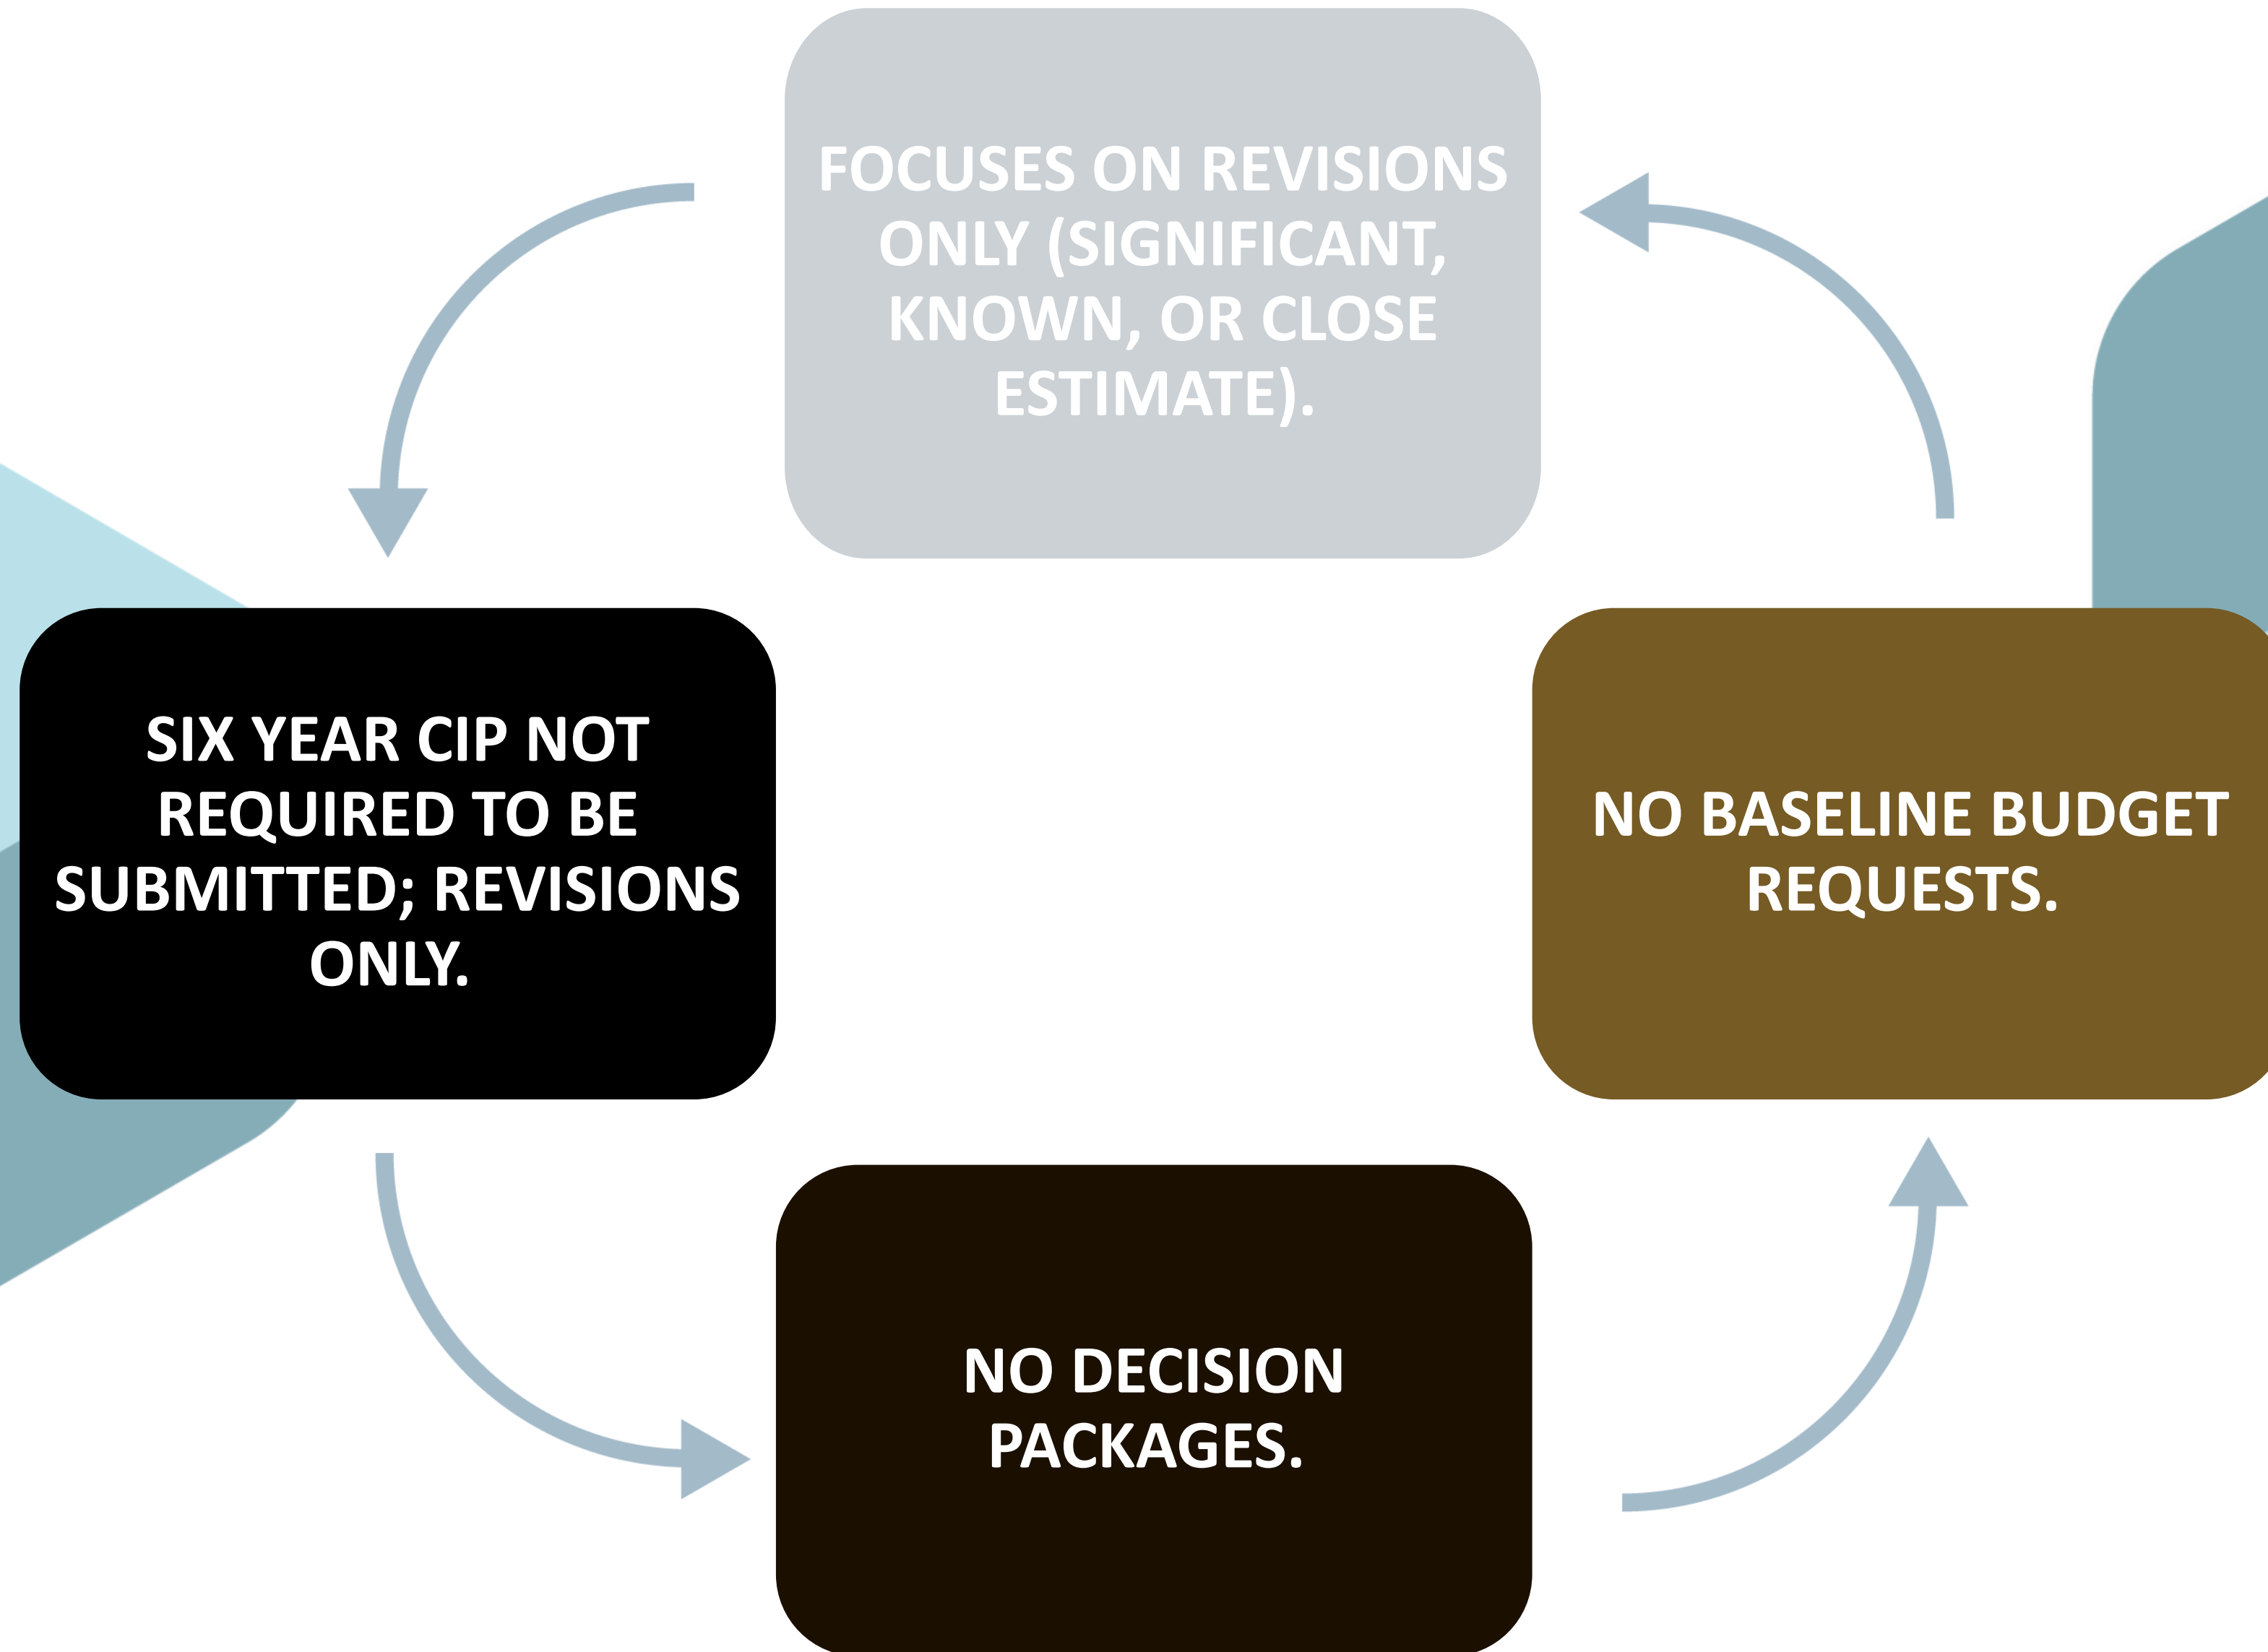 FOCUSES ON REVISIONS
ONLY (SIGNIFICANT,
KNOWN, OR CLOSE
ESTIMATE).
SIX YEAR CIP NOT
REQUIRED TO BE
SUBMITTED; REVISIONS
ONLY.
NO BASELINE BUDGET
REQUESTS.
NO DECISION
PACKAGES.